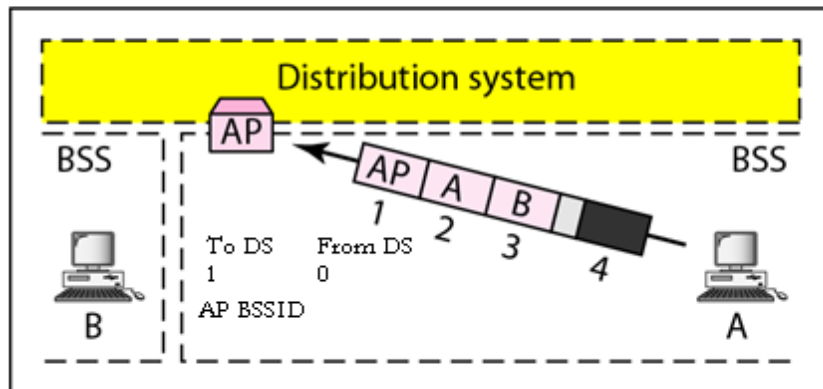 Distribution system
AP
BSS
BSS
AP A B
1 2 3 4
To DS From DS
1 0
AP BSSID
B
A